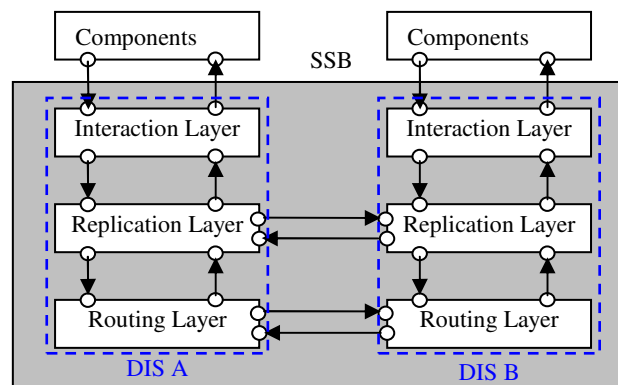 Components
Components
SSB
Interaction Layer
Interaction Layer
Replication Layer
Replication Layer
Routing Layer
Routing Layer
DIS A
DIS B